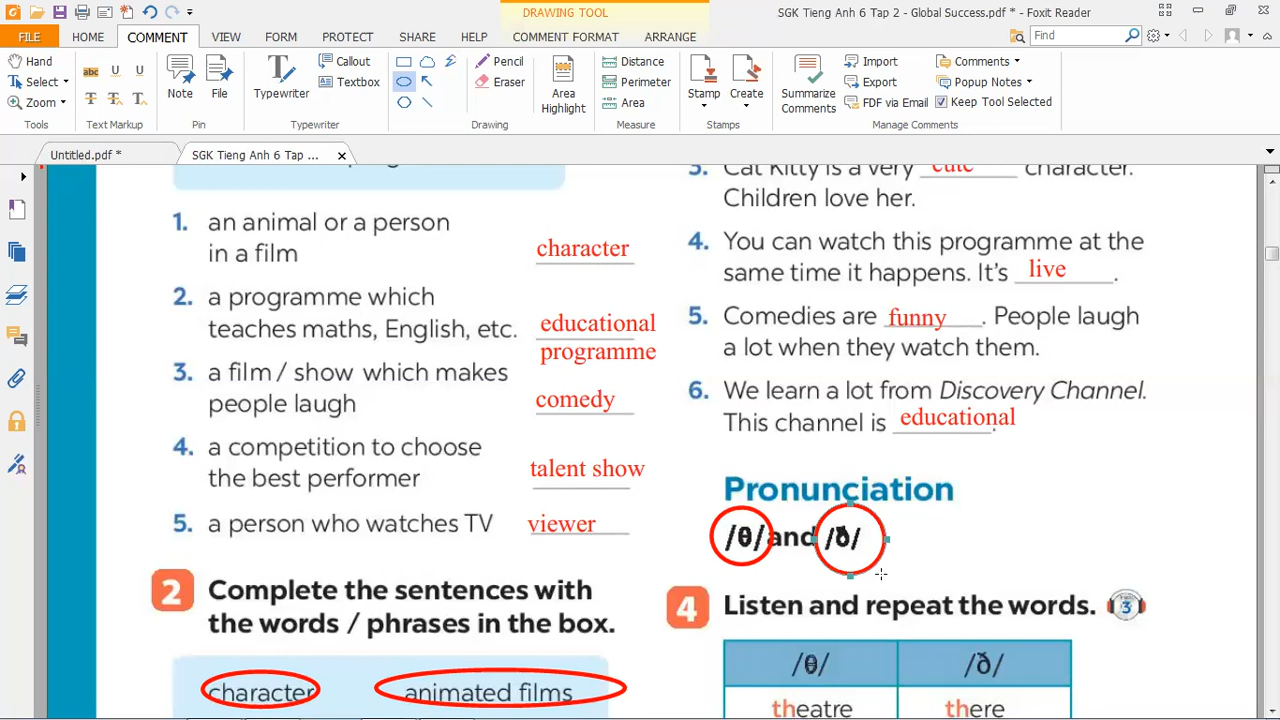 DRAWING TOOL
SGK Tieng Anh 6 Tap 2 - Global Success.pdf * - Foxit Reader
FILE HOME COMMENT VIEW FORM PROTECT SHARE HELP COMMENT FORMAT ARRANGE
Find
Hand
Select
Zoom
Tools
abc U U
T T T
Text Markup
Note
File
Pin
Typewriter
Callout
Textbox
Typewriter
Pencil
Eraser
Drawing
Area
Highlight
Distance
Perimeter
Area
Measure
Stamp
Create
Stamps
Summarize
Comments
Import
Export
FDF via Email
Comments
Popup Notes
Keep Tool Selected
Manage Comments
Untitled.pdf *
SGK Tieng Anh 6 Tap ...
1. an animal or a person
in a film character
2. a programme which
teaches maths, English, etc. educational
programme
3. a film / show which makes
people laugh comedy
4. a competition to choose
the best performer talent show
5. a person who watches TV viewer
2 Complete the sentences with
the words / phrases in the box.
character animated films
3. Cat Kitty is a very cute character.
Children love her.
4. You can watch this programme at the
same time it happens. It's live .
5. Comedies are funny . People laugh
a lot when they watch them.
6. We learn a lot from Discovery Channel.
This channel is educational.
Pronunciation
/θ/ and /ð/
4 Listen and repeat the words. 3
/θ/ /ð/
theatre there